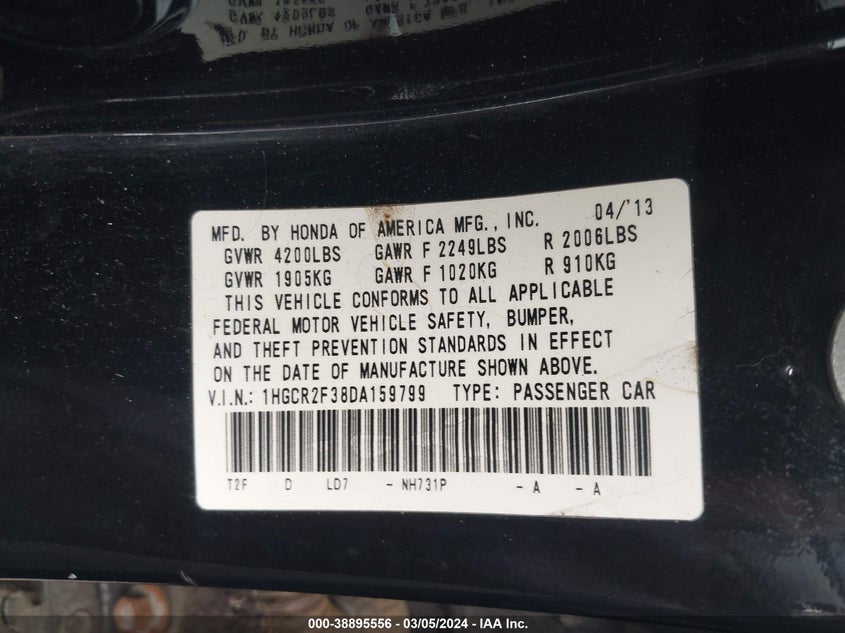 MFD. BY HONDA OF AMERICA MFG., INC. 04/'13
GVWR 4200LBS GAWR F 2249LBS R 2006LBS
GVWR 1905KG GAWR F 1020KG R 910KG
THIS VEHICLE CONFORMS TO ALL APPLICABLE
FEDERAL MOTOR VEHICLE SAFETY, BUMPER,
AND THEFT PREVENTION STANDARDS IN EFFECT
ON THE DATE OF MANUFACTURE SHOWN ABOVE.
V.I.N.: 1HGCR2F38DA159799 TYPE: PASSENGER CAR
T2F D LD7 - NH731P - A - A
000-38895556 — 03/05/2024 — IAA Inc.